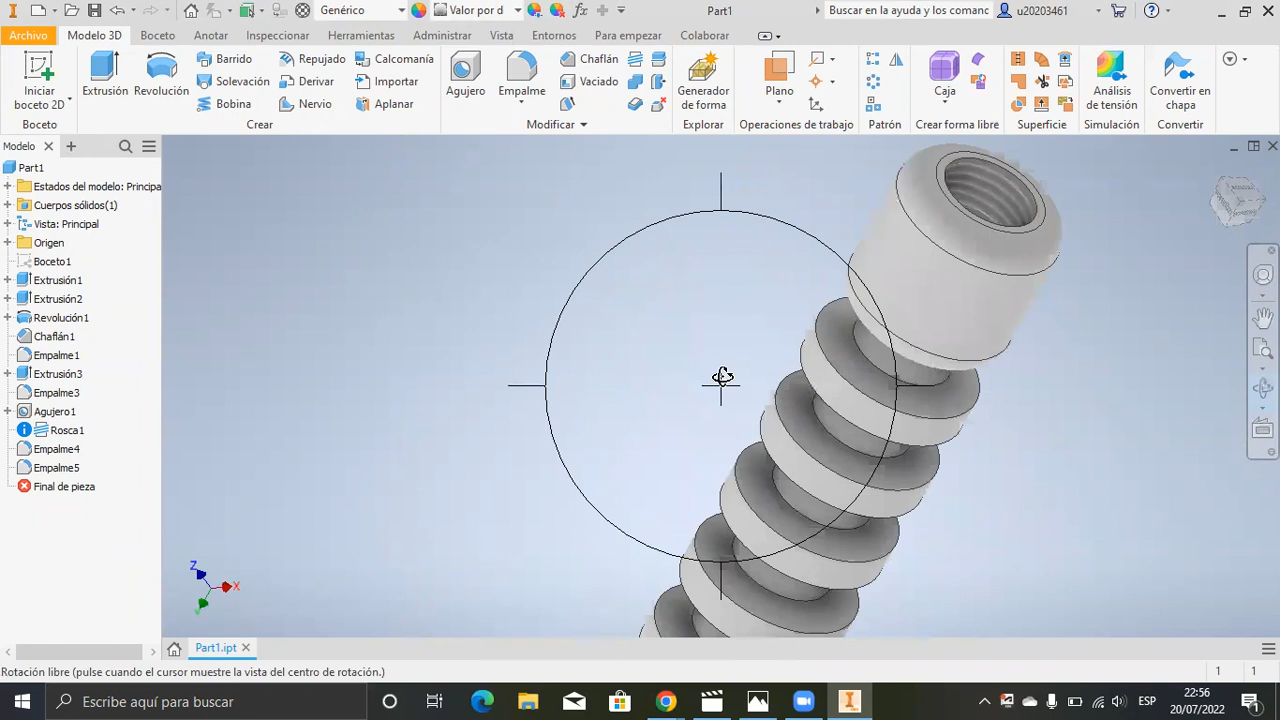 Genérico
Valor por d
Part1
Buscar en la ayuda y los comanc
u20203461
Archivo
Modelo 3D
Boceto
Anotar
Inspeccionar
Herramientas
Administrar
Vista
Entornos
Para empezar
Colaborar
Iniciar
boceto 2D
Boceto
Extrusión
Revolución
Barrido
Solevación
Bobina
Repujado
Derivar
Nervio
Calcomanía
Importar
Aplanar
Crear
Agujero
Empalme
Chaflán
Vaciado
Modificar
Generador
de forma
Explorar
Plano
Operaciones de trabajo
Patrón
Caja
Crear forma libre
Superficie
Análisis
de tensión
Simulación
Convertir en
chapa
Convertir
Modelo
Part1
Estados del modelo: Principa
Cuerpos sólidos(1)
Vista: Principal
Origen
Boceto1
Extrusión1
Extrusión2
Revolución1
Chaflán1
Empalme1
Extrusión3
Empalme3
Agujero1
Rosca1
Empalme4
Empalme5
Final de pieza
Z
X
Part1.ipt
Rotación libre (pulse cuando el cursor muestre la vista del centro de rotación.)
1
1
Escribe aquí para buscar
ESP
22:56
20/07/2022